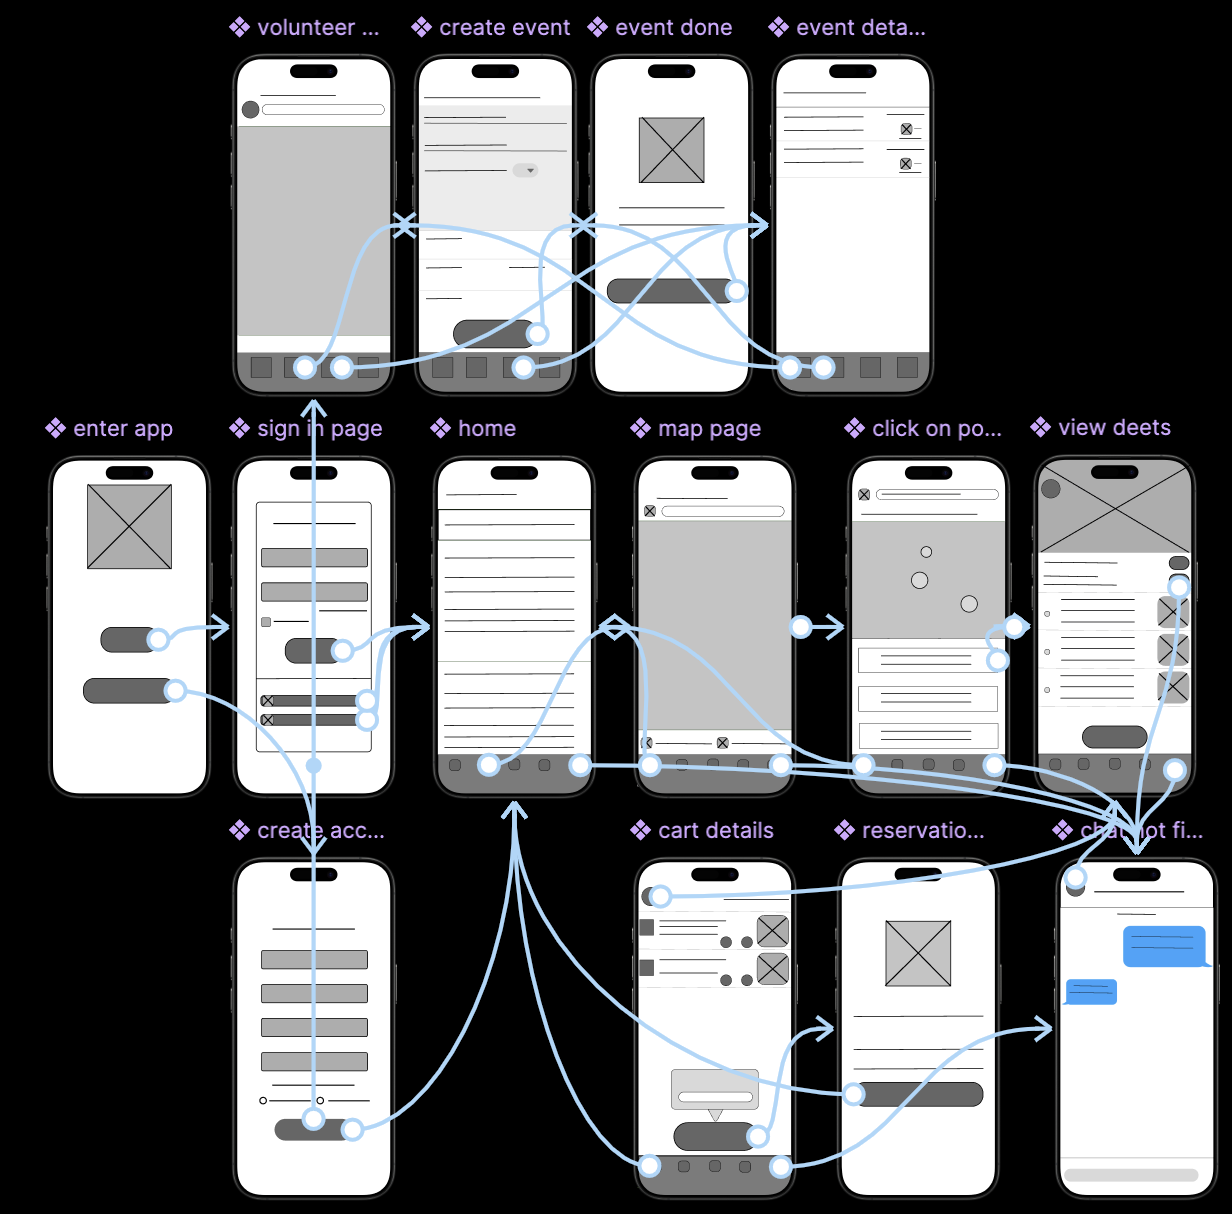 volunteer ...
create event
event done
event deta...
enter app
sign in page
home
map page
click on po...
view deets
create acc...
cart details
reservatio...
chat not fi...